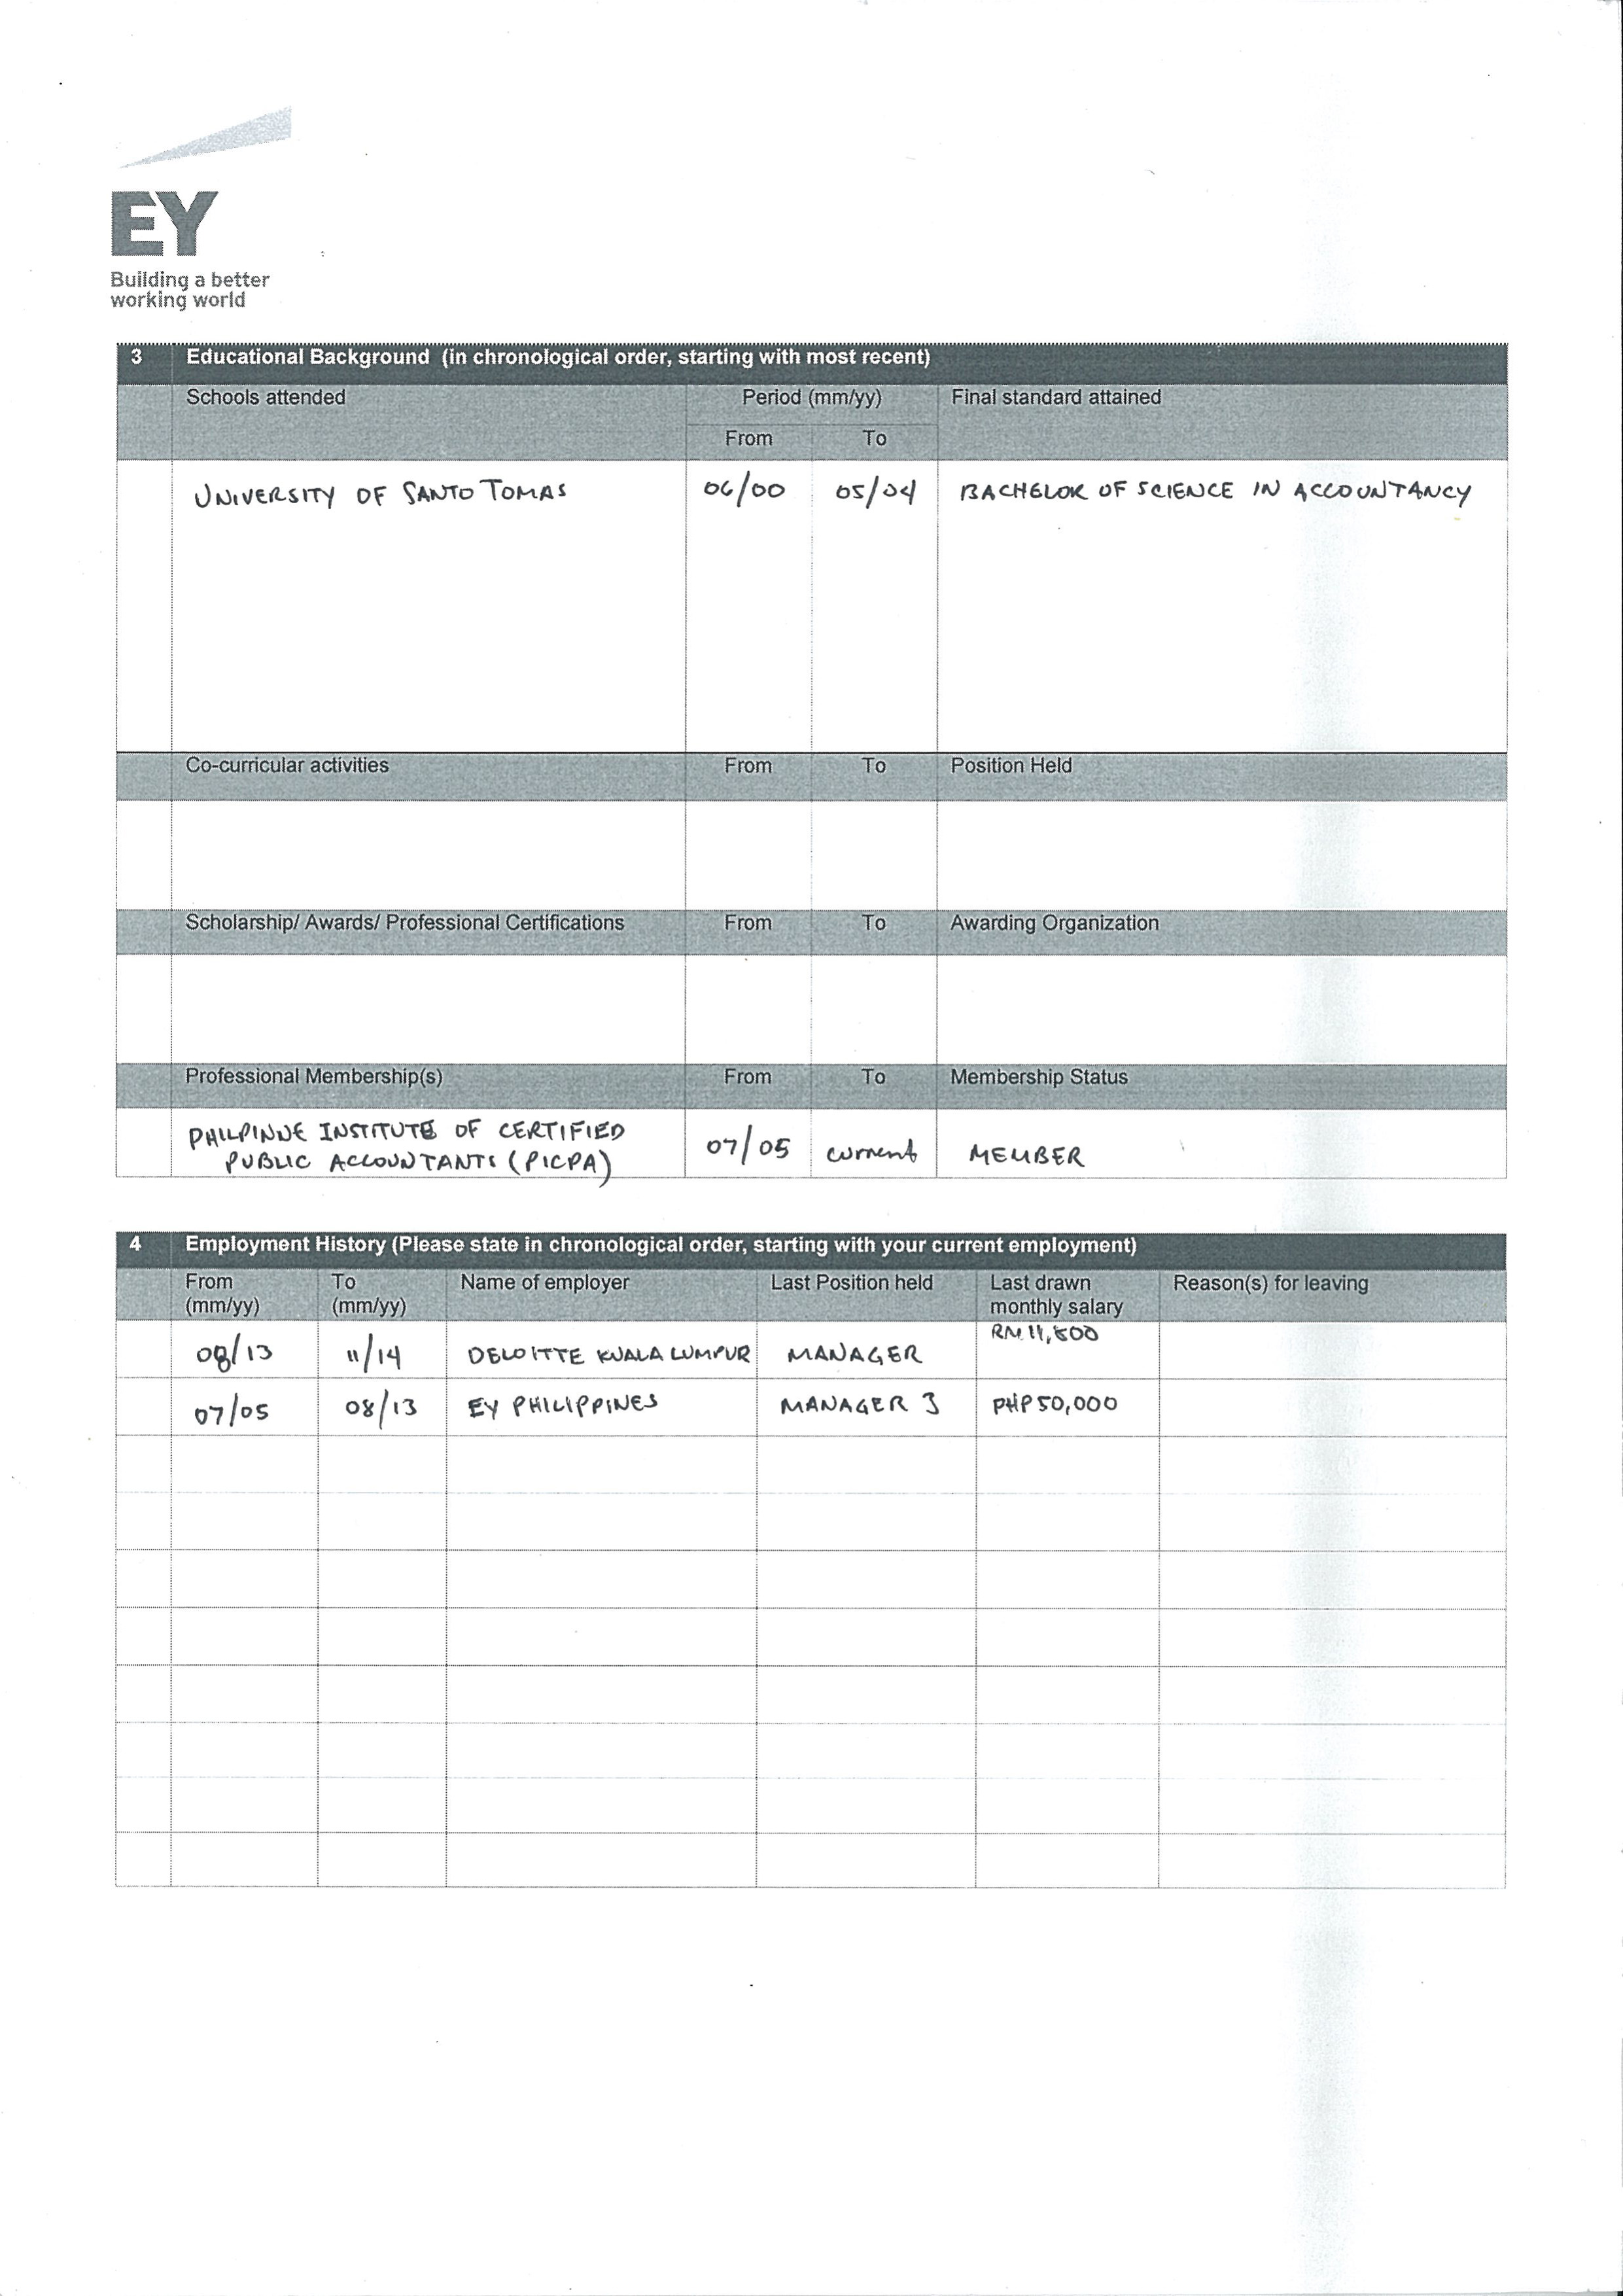 EY
Building a better
working world
3 Educational Background (in chronological order, starting with most recent)
Schools attended Period (mm/yy) Final standard attained
From To
UNIVERSITY OF SANTO TOMAS 06/00 05/04 BACHELOR OF SCIENCE IN ACCOUNTANCY
Co-curricular activities From To Position Held
Scholarship/ Awards/ Professional Certifications From To Awarding Organization
Professional Membership(s) From To Membership Status
PHILPINNE INSTITUTE OF CERTIFIED
PUBLIC ACCOUNTANTS (PICPA) 07/05 current MEMBER
4 Employment History (Please state in chronological order, starting with your current employment)
From To Name of employer Last Position held Last drawn Reason(s) for leaving
(mm/yy) (mm/yy) monthly salary
08/13 11/14 DELOITTE KUALA LUMPUR MANAGER RM 11,800
07/05 08/13 EY PHILIPPINES MANAGER 3 PHP 50,000